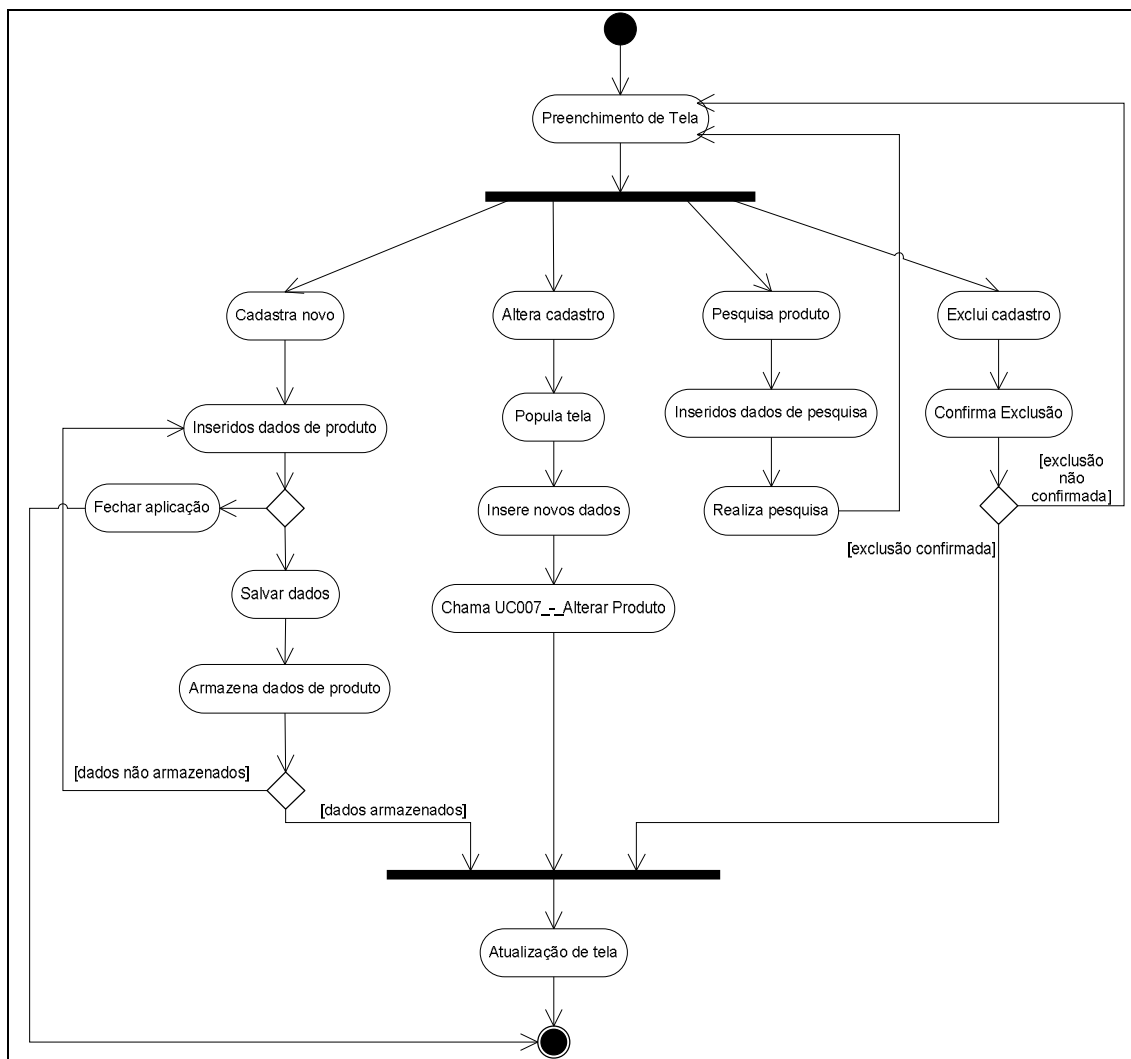 Preenchimento de Tela
Cadastra novo
Altera cadastro
Pesquisa produto
Exclui cadastro
Inseridos dados de produto
Popula tela
Inseridos dados de pesquisa
Confirma Exclusão
[exclusão
não
confirmada]
Fechar aplicação
Insere novos dados
Realiza pesquisa
[exclusão confirmada]
Salvar dados
Chama UC007_-_Alterar Produto
Armazena dados de produto
[dados não armazenados]
[dados armazenados]
Atualização de tela